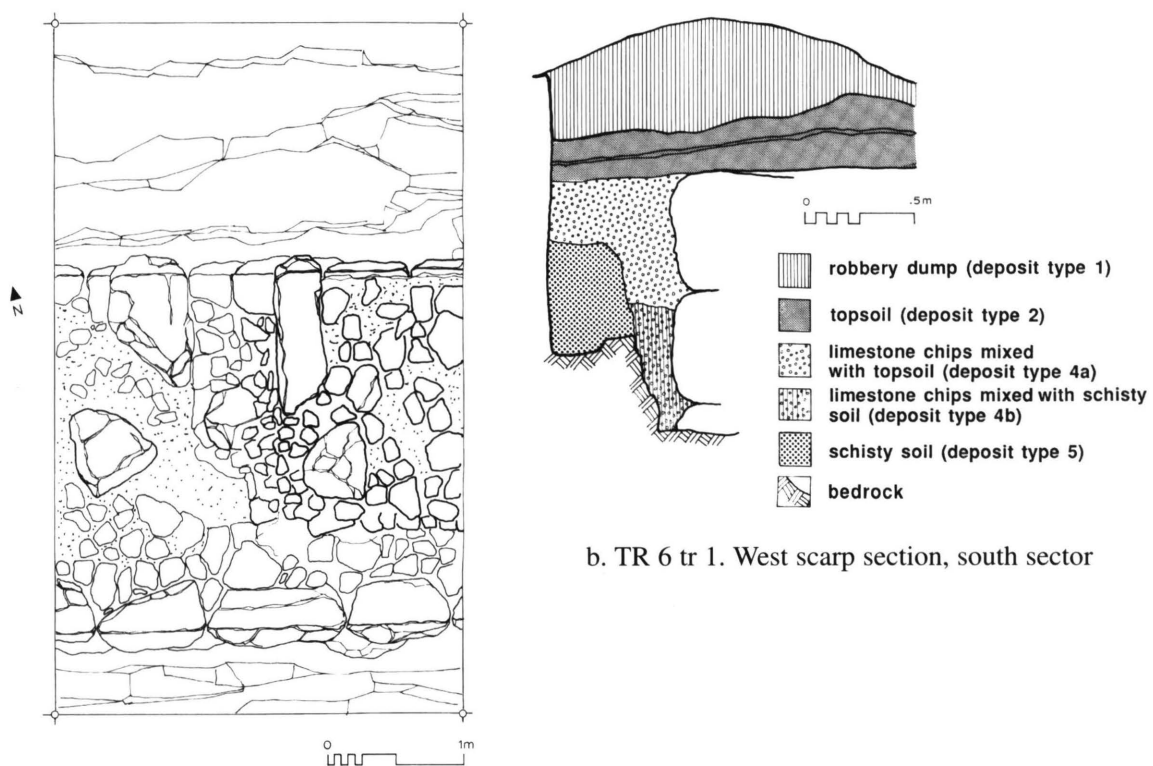 N
0 1m
0 .5m
robbery dump (deposit type 1)
topsoil (deposit type 2)
limestone chips mixed
with topsoil (deposit type 4a)
limestone chips mixed with schisty
soil (deposit type 4b)
schisty soil (deposit type 5)
bedrock
b. TR 6 tr 1. West scarp section, south sector